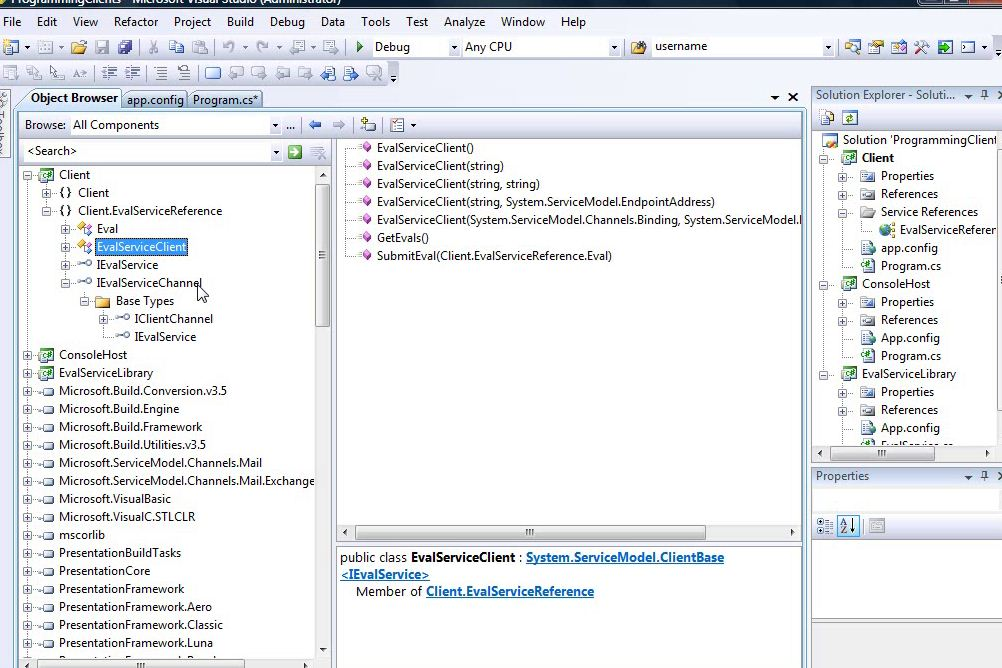 ProgrammingClients - Microsoft Visual Studio (Administrator)
File Edit View Refactor Project Build Debug Data Tools Test Analyze Window Help
Debug Any CPU username
Object Browser app.config Program.cs*
Browse: All Components ...
<Search>
Client
Client
Client.EvalServiceReference
Eval
EvalServiceClient
IEvalService
IEvalServiceChannel
Base Types
IClientChannel
IEvalService
ConsoleHost
EvalServiceLibrary
Microsoft.Build.Conversion.v3.5
Microsoft.Build.Engine
Microsoft.Build.Framework
Microsoft.Build.Utilities.v3.5
Microsoft.ServiceModel.Channels.Mail
Microsoft.ServiceModel.Channels.Mail.Exchange
Microsoft.VisualBasic
Microsoft.VisualC.STLCLR
mscorlib
PresentationBuildTasks
PresentationCore
PresentationFramework
PresentationFramework.Aero
PresentationFramework.Classic
PresentationFramework.Luna
EvalServiceClient()
EvalServiceClient(string)
EvalServiceClient(string, string)
EvalServiceClient(string, System.ServiceModel.EndpointAddress)
EvalServiceClient(System.ServiceModel.Channels.Binding, System.ServiceModel.
GetEvals()
SubmitEval(Client.EvalServiceReference.Eval)
public class EvalServiceClient : System.ServiceModel.ClientBase
<IEvalService>
Member of Client.EvalServiceReference
Toolbox
Solution Explorer - Soluti...
Solution 'ProgrammingClient
Client
Properties
References
Service References
EvalServiceReferer
app.config
Program.cs
ConsoleHost
Properties
References
App.config
Program.cs
EvalServiceLibrary
Properties
References
App.config
Properties